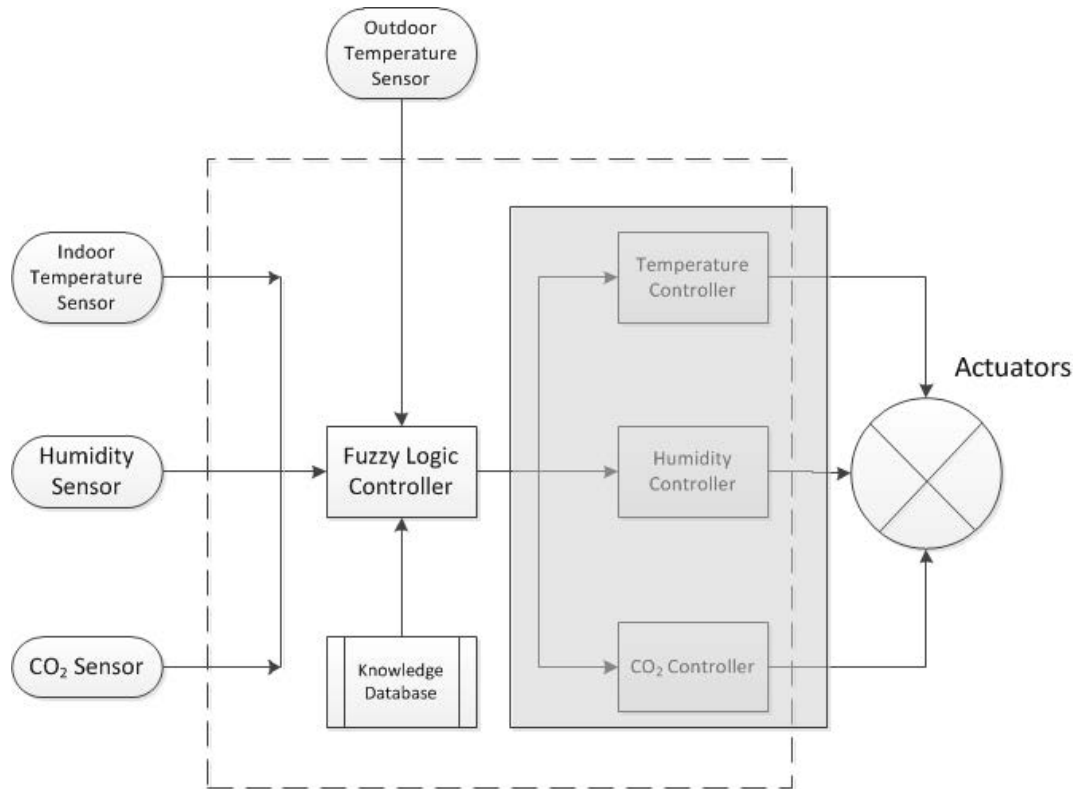 Outdoor
Temperature
Sensor
Indoor
Temperature
Sensor
Temperature
Controller
Actuators
Humidity
Sensor
Fuzzy Logic
Controller
Humidity
Controller
CO₂ Sensor
Knowledge
Database
CO₂ Controller